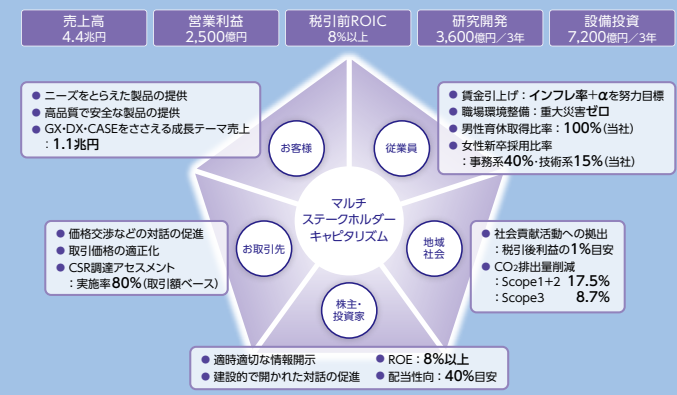 売上高
4.4兆円
営業利益
2,500億円
税引前ROIC
8%以上
研究開発
3,600億円／3年
設備投資
7,200億円／3年
● ニーズをとらえた製品の提供
● 高品質で安全な製品の提供
● GX・DX・CASEをささえる成長テーマ売上
：1.1兆円
● 賃金引上げ：インフレ率+αを努力目標
● 職場環境整備：重大災害ゼロ
● 男性育休取得比率：100%(当社)
● 女性新卒採用比率
：事務系40%・技術系15%(当社)
お客様
従業員
マルチ
ステークホルダー
キャピタリズム
● 価格交渉などの対話の促進
● 取引価格の適正化
● CSR調達アセスメント
：実施率80%(取引額ベース)
お取引先
地域
社会
● 社会貢献活動への拠出
：税引後利益の1%目安
● CO₂排出量削減
：Scope1+2 17.5%
：Scope3 8.7%
株主・
投資家
● 適時適切な情報開示
● 建設的で開かれた対話の促進
● ROE：8%以上
● 配当性向：40%目安